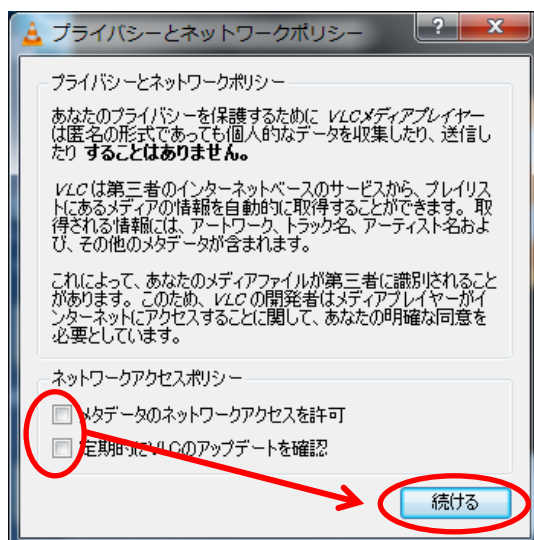 プライバシーとネットワークポリシー
?
X
プライバシーとネットワークポリシー
あなたのプライバシーを保護するために VLCメディアプレイヤー
は匿名の形式であっても個人的なデータを収集したり、送信し
たり することはありません。
VLC は第三者のインターネットベースのサービスから、プレイリス
トにあるメディアの情報を自動的に取得することができます。 取
得される情報には、アートワーク、トラック名、アーティスト名およ
び、その他のメタデータが含まれます。
これによって、あなたのメディアファイルが第三者に識別されること
があります。 このため、VLC の開発者はメディアプレイヤーがイ
ンターネットにアクセスすることに関して、あなたの明確な同意を
必要としています。
ネットワークアクセスポリシー
メタデータのネットワークアクセスを許可
定期的にVLCのアップデートを確認
続ける